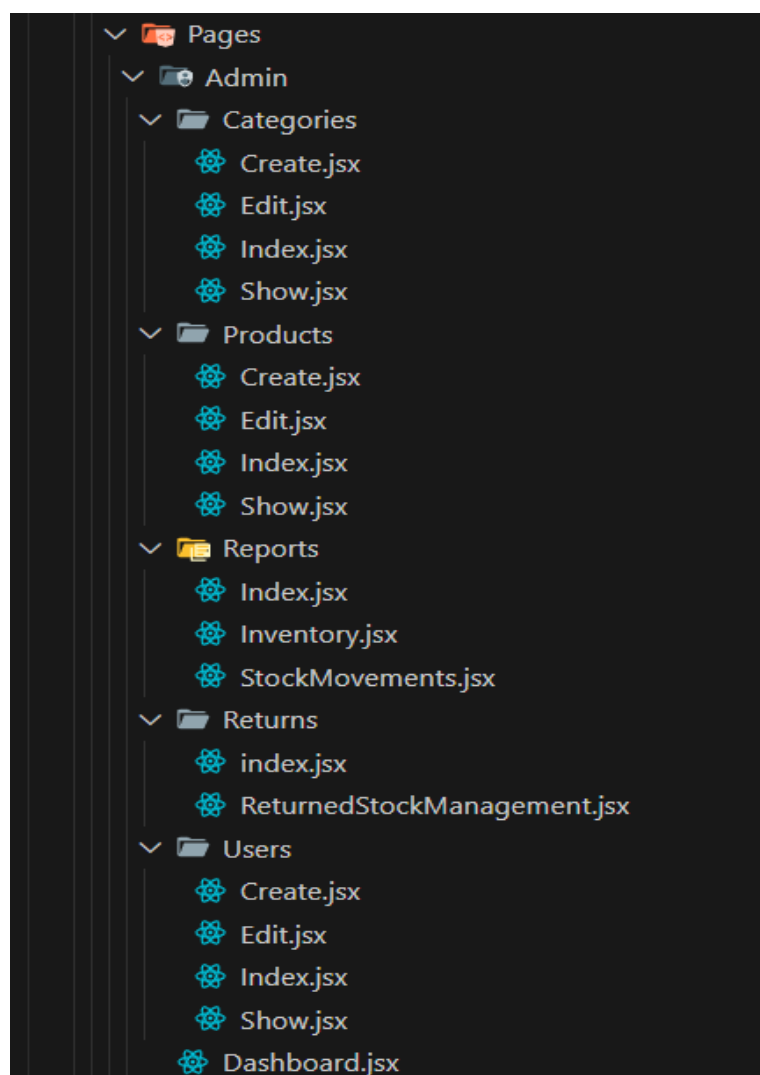 Pages
Admin
Categories
Create.jsx
Edit.jsx
Index.jsx
Show.jsx
Products
Create.jsx
Edit.jsx
Index.jsx
Show.jsx
Reports
Index.jsx
Inventory.jsx
StockMovements.jsx
Returns
index.jsx
ReturnedStockManagement.jsx
Users
Create.jsx
Edit.jsx
Index.jsx
Show.jsx
Dashboard.jsx